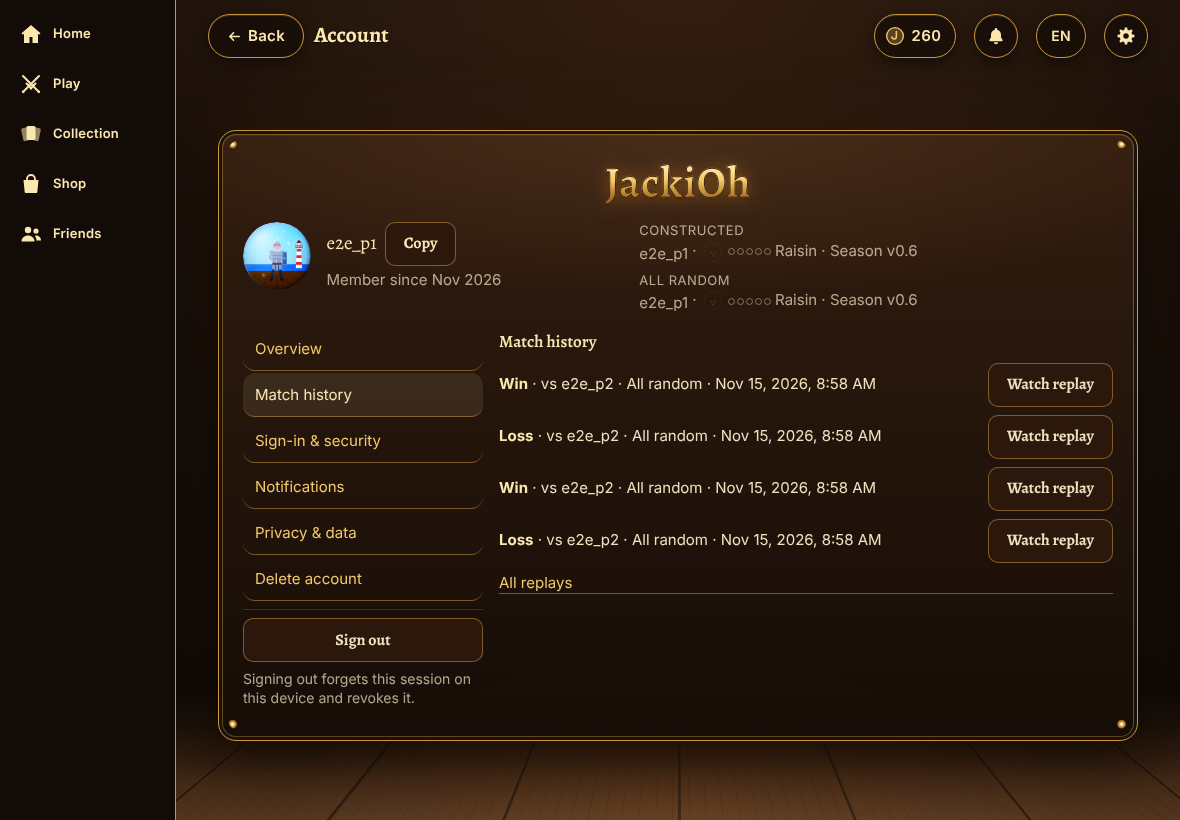 Home
Play
Collection
Shop
Friends
← Back
Account
J 260
EN
JackiOh
e2e_p1
Copy
Member since Nov 2026
CONSTRUCTED
e2e_p1 · Raisin · Season v0.6
ALL RANDOM
e2e_p1 · Raisin · Season v0.6
Overview
Match history
Sign-in & security
Notifications
Privacy & data
Delete account
Sign out
Signing out forgets this session on
this device and revokes it.
Match history
Win · vs e2e_p2 · All random · Nov 15, 2026, 8:58 AM
Watch replay
Loss · vs e2e_p2 · All random · Nov 15, 2026, 8:58 AM
Watch replay
Win · vs e2e_p2 · All random · Nov 15, 2026, 8:58 AM
Watch replay
Loss · vs e2e_p2 · All random · Nov 15, 2026, 8:58 AM
Watch replay
All replays